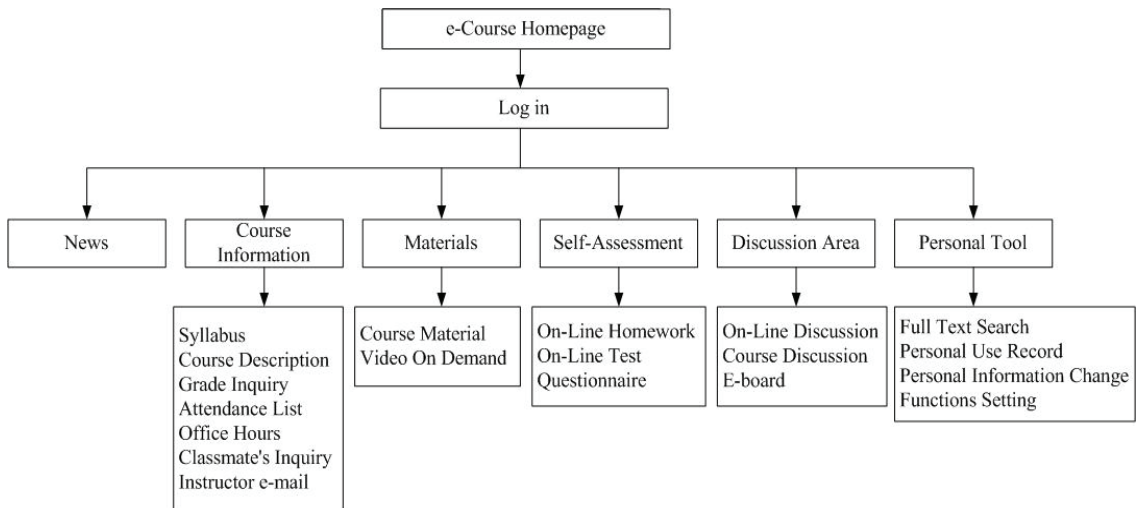 e-Course Homepage
Log in
News
Course
Information
Materials
Self-Assessment
Discussion Area
Personal Tool
Syllabus
Course Description
Grade Inquiry
Attendance List
Office Hours
Classmate's Inquiry
Instructor e-mail
Course Material
Video On Demand
On-Line Homework
On-Line Test
Questionnaire
On-Line Discussion
Course Discussion
E-board
Full Text Search
Personal Use Record
Personal Information Change
Functions Setting